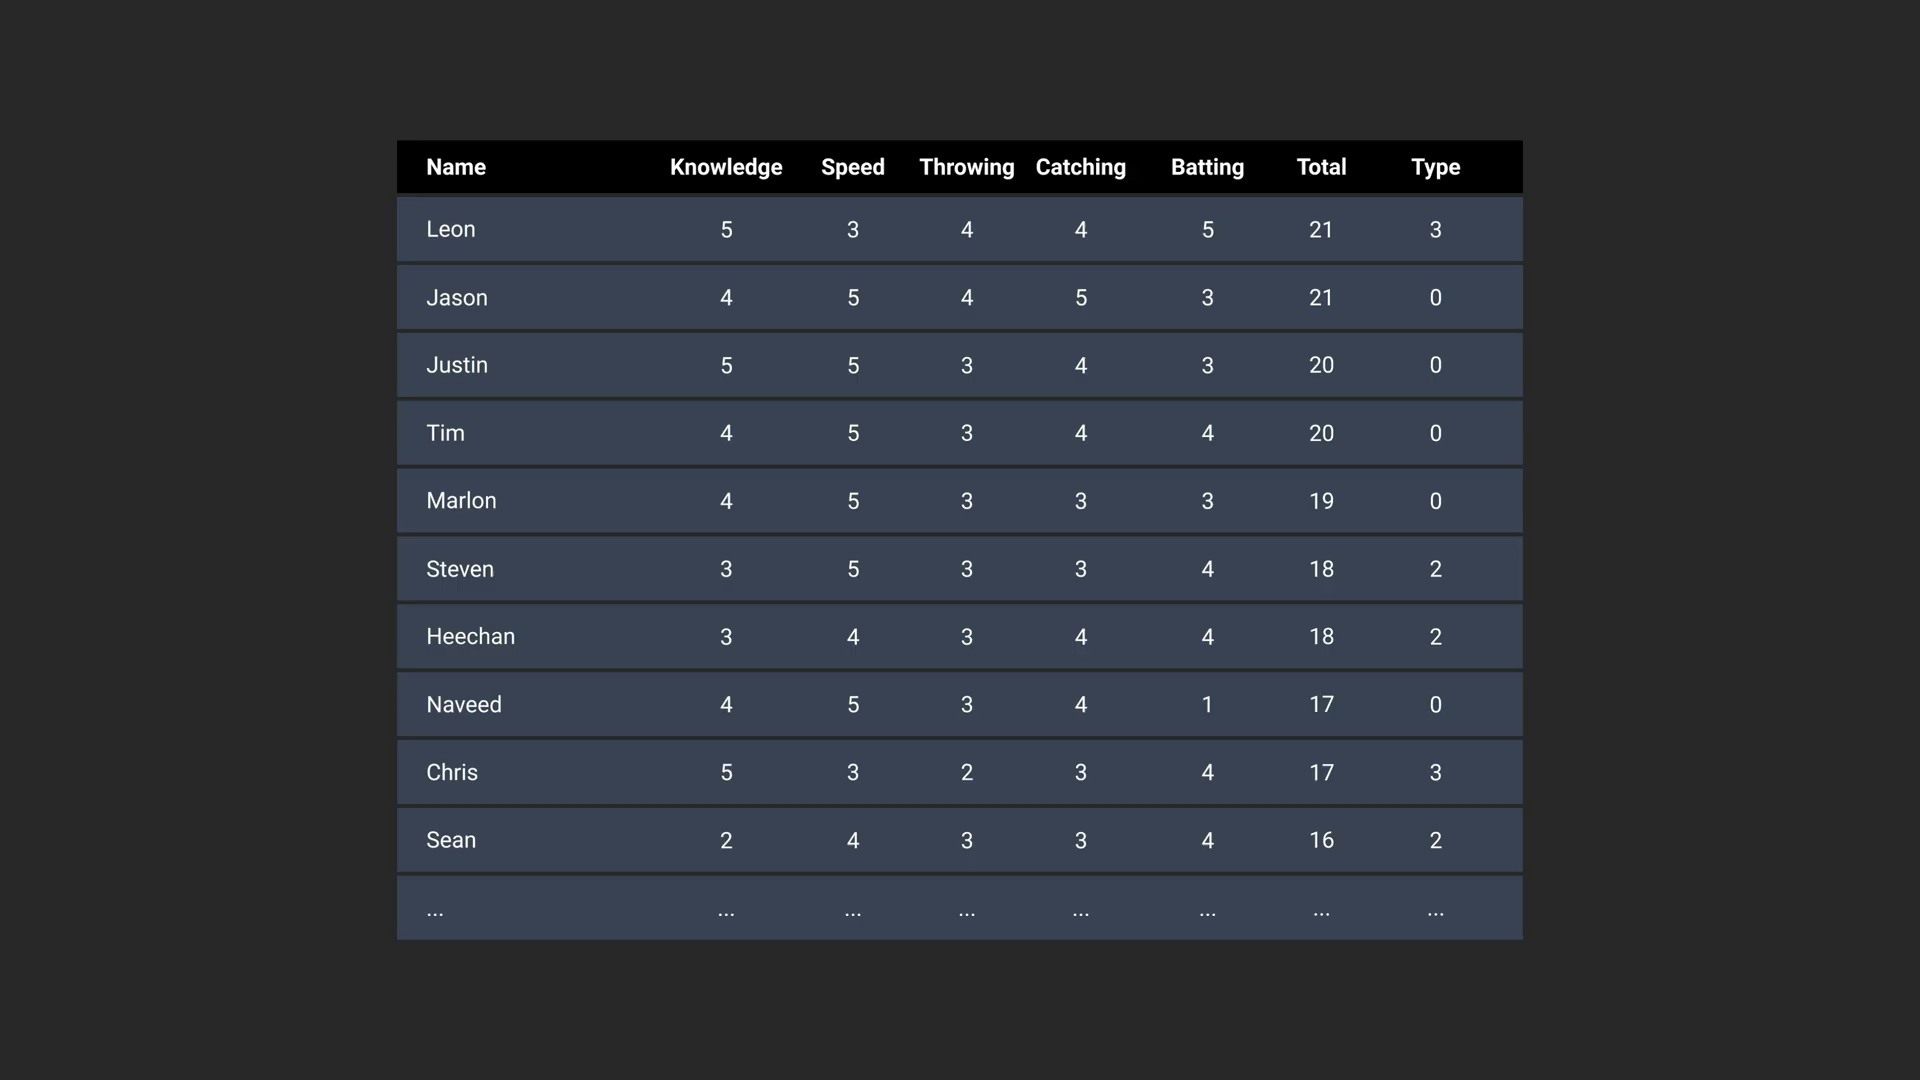 Name Knowledge Speed Throwing Catching Batting Total Type
Leon 5 3 4 4 5 21 3
Jason 4 5 4 5 3 21 0
Justin 5 5 3 4 3 20 0
Tim 4 5 3 4 4 20 0
Marlon 4 5 3 3 3 19 0
Steven 3 5 3 3 4 18 2
Heechan 3 4 3 4 4 18 2
Naveed 4 5 3 4 1 17 0
Chris 5 3 2 3 4 17 3
Sean 2 4 3 3 4 16 2
... ... ... ... ... ... ... ...